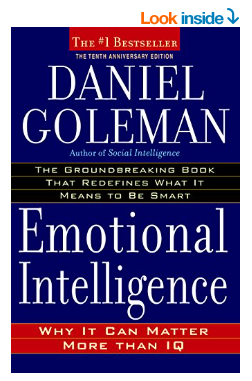 Look inside
THE #1 BESTSELLER
THE TENTH ANNIVERSARY EDITION
DANIEL
GOLEMAN
Author of Social Intelligence
THE GROUNDBREAKING BOOK
THAT REDEFINES WHAT IT
MEANS TO BE SMART
Emotional
Intelligence
WHY IT CAN MATTER
MORE THAN IQ